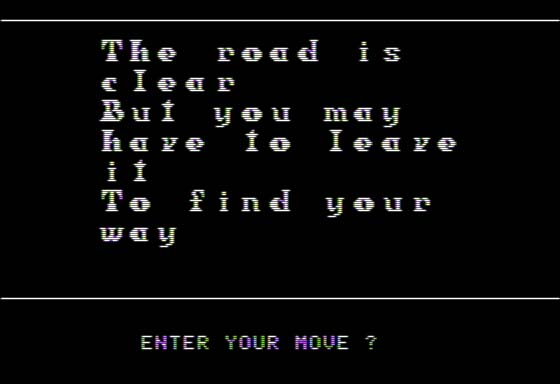 The road is
clear
But you may
have to leave
it
To find your
way
ENTER YOUR MOVE ?